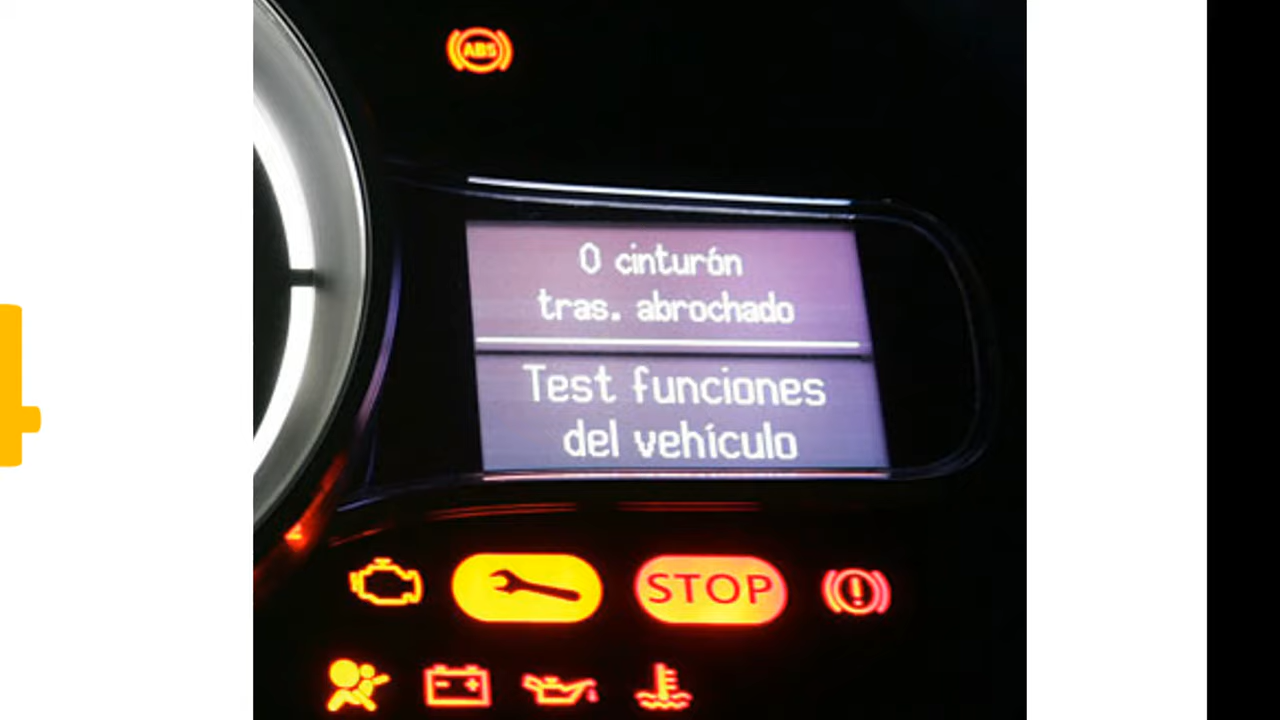 ABS
0 cinturón
tras. abrochado
Test funciones
del vehículo
STOP